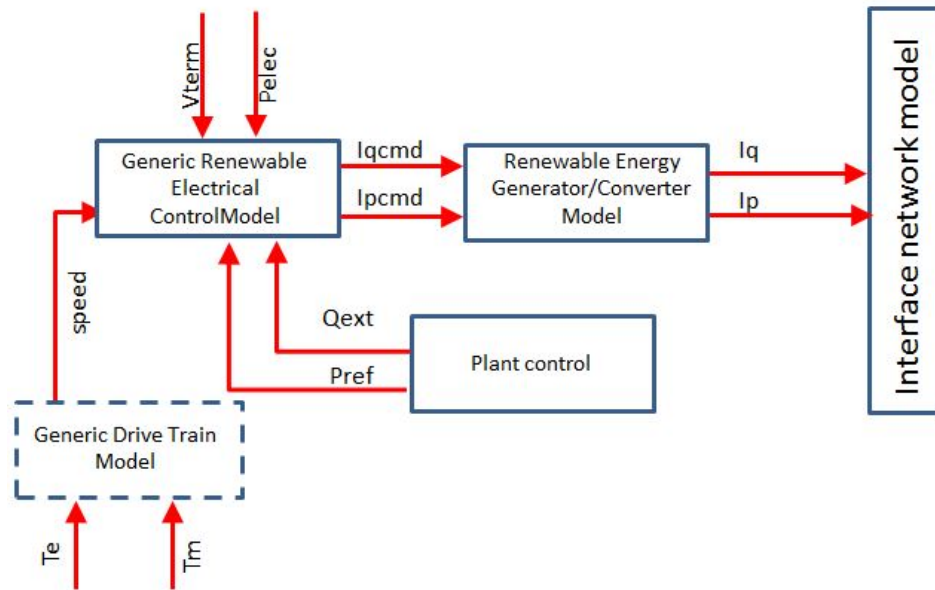 Vterm
Pelec
Generic Renewable
Electrical
ControlModel
Iqcmd
Ipcmd
Renewable Energy
Generator/Converter
Model
Iq
Ip
Interface network model
speed
Qext
Pref
Plant control
Generic Drive Train
Model
Te
Tm